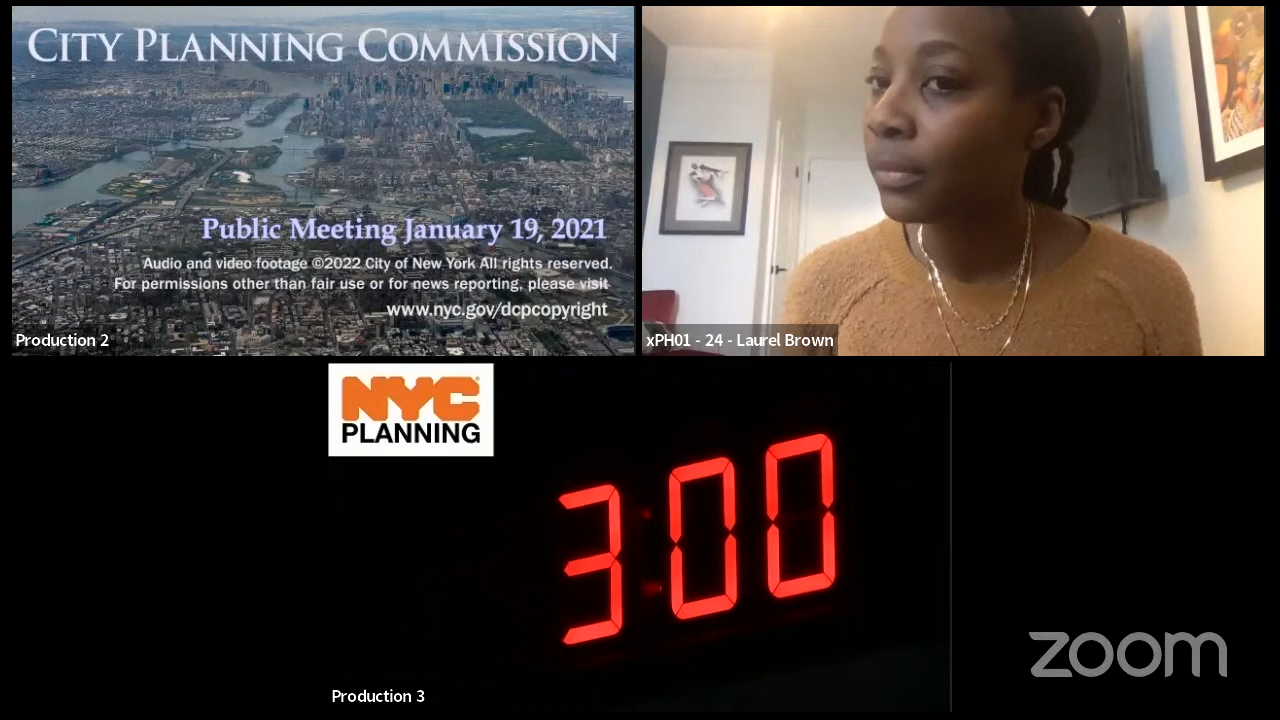 CITY PLANNING COMMISSION
Public Meeting January 19, 2021
Audio and video footage ©2022 City of New York All rights reserved.
For permissions other than fair use or for news reporting, please visit
www.nyc.gov/dcpcopyright
Production 2
xPH01 - 24 - Laurel Brown
NYC
PLANNING
3:00
Production 3
zoom